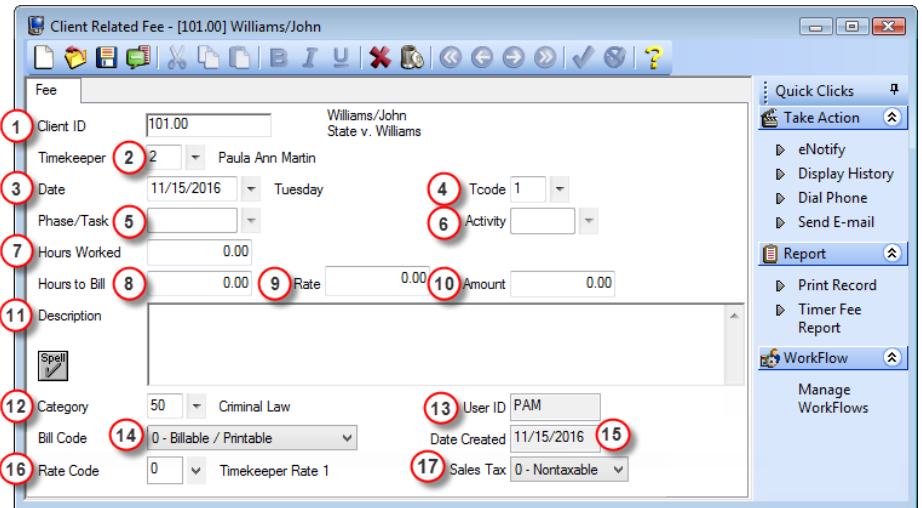 Client Related Fee - [101.00] Williams/John
B I U
Fee
1 Client ID 101.00 Williams/John
State v. Williams
Timekeeper 2 2 Paula Ann Martin
3 Date 11/15/2016 Tuesday 4 Tcode 1
Phase/Task 5 6 Activity
7 Hours Worked 0.00
Hours to Bill 8 0.00 9 Rate 0.00 10 Amount 0.00
11 Description
Spell
12 Category 50 Criminal Law 13 User ID PAM
Bill Code 14 0 - Billable / Printable Date Created 11/15/2016 15
16 Rate Code 0 Timekeeper Rate 1 17 Sales Tax 0 - Nontaxable
Quick Clicks
Take Action
eNotify
Display History
Dial Phone
Send E-mail
Report
Print Record
Timer Fee
Report
WorkFlow
Manage
WorkFlows